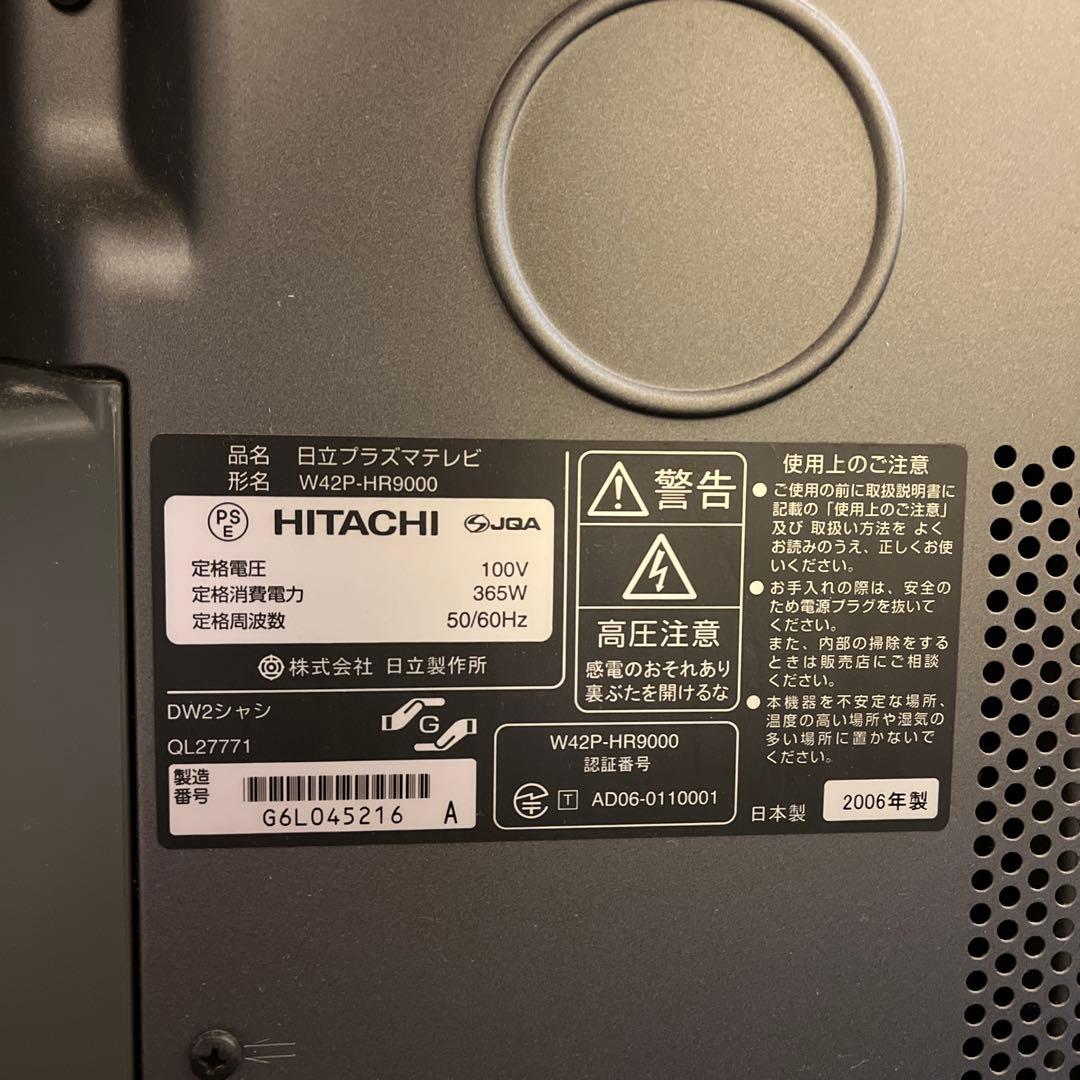 品名 日立プラズマテレビ
形名 W42P-HR9000
PS
E
HITACHI
JQA
定格電圧 100V
定格消費電力 365W
定格周波数 50/60Hz
株式会社 日立製作所
DW2シャシ
G
QL27771
製造
番号
G6L045216 A
警告
高圧注意
感電のおそれあり
裏ぶたを開けるな
W42P-HR9000
認証番号
T AD06-0110001
使用上のご注意
● ご使用の前に取扱説明書に
記載の「使用上のご注意」
及び 取扱い方法を よく
お読みのうえ、正しくお使
いください。
● お手入れの際は、安全の
ため電源プラグを抜いて
ください。
また、内部の掃除をする
ときは販売店にご相談
ください。
● 本機器を不安定な場所、
温度の高い場所や湿気の
多い場所に置かないで
ください。
日本製
2006年製